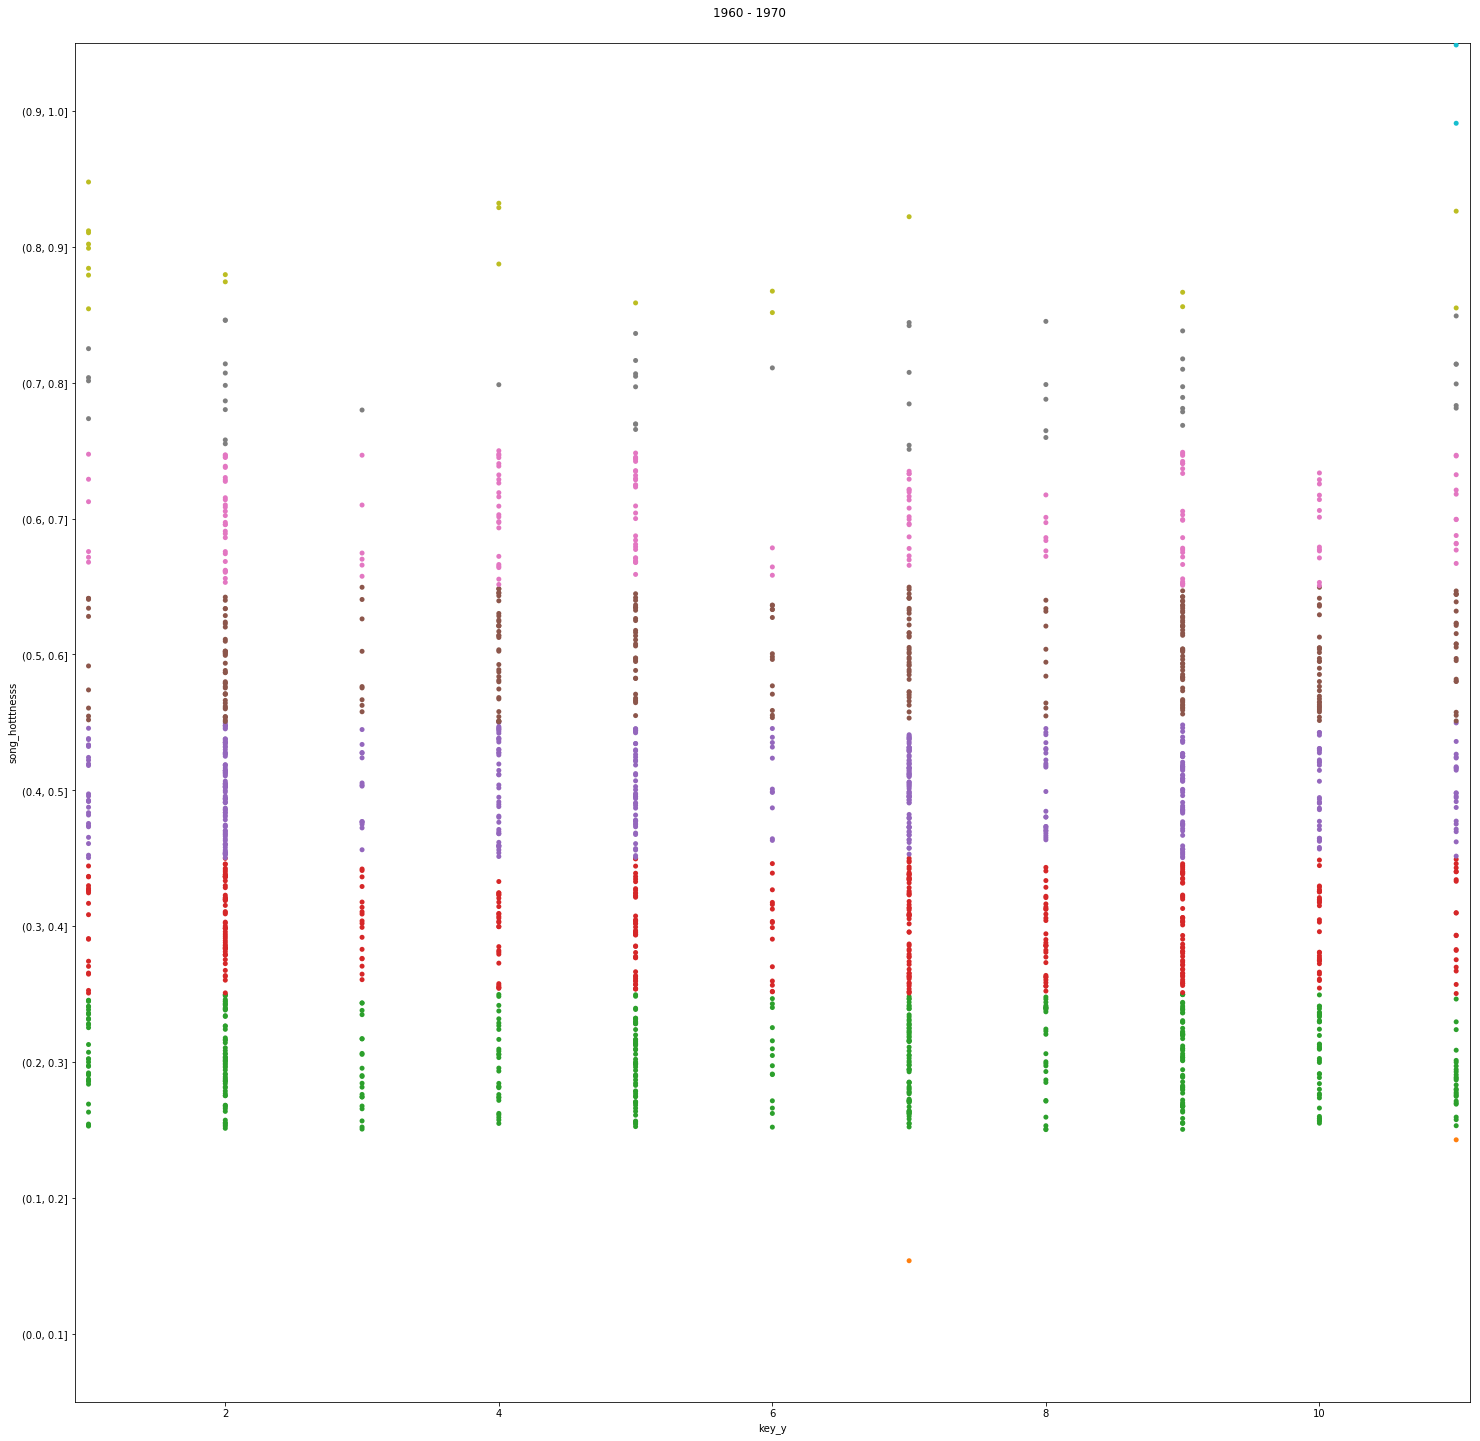 1960 - 1970
(0.9, 1.0]
(0.8, 0.9]
(0.7, 0.8]
(0.6, 0.7]
(0.5, 0.6]
(0.4, 0.5]
(0.3, 0.4]
(0.2, 0.3]
(0.1, 0.2]
(0.0, 0.1]
song_hotttnesss
2 4 6 8 10
key_y